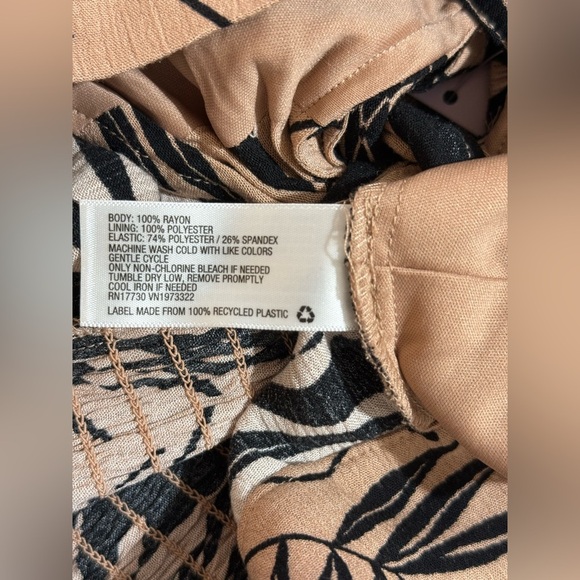 BODY: 100% RAYON
LINING: 100% POLYESTER
ELASTIC: 74% POLYESTER / 26% SPANDEX
MACHINE WASH COLD WITH LIKE COLORS
GENTLE CYCLE
ONLY NON-CHLORINE BLEACH IF NEEDED
TUMBLE DRY LOW, REMOVE PROMPTLY
COOL IRON IF NEEDED
RN17730 VN1973322
LABEL MADE FROM 100% RECYCLED PLASTIC